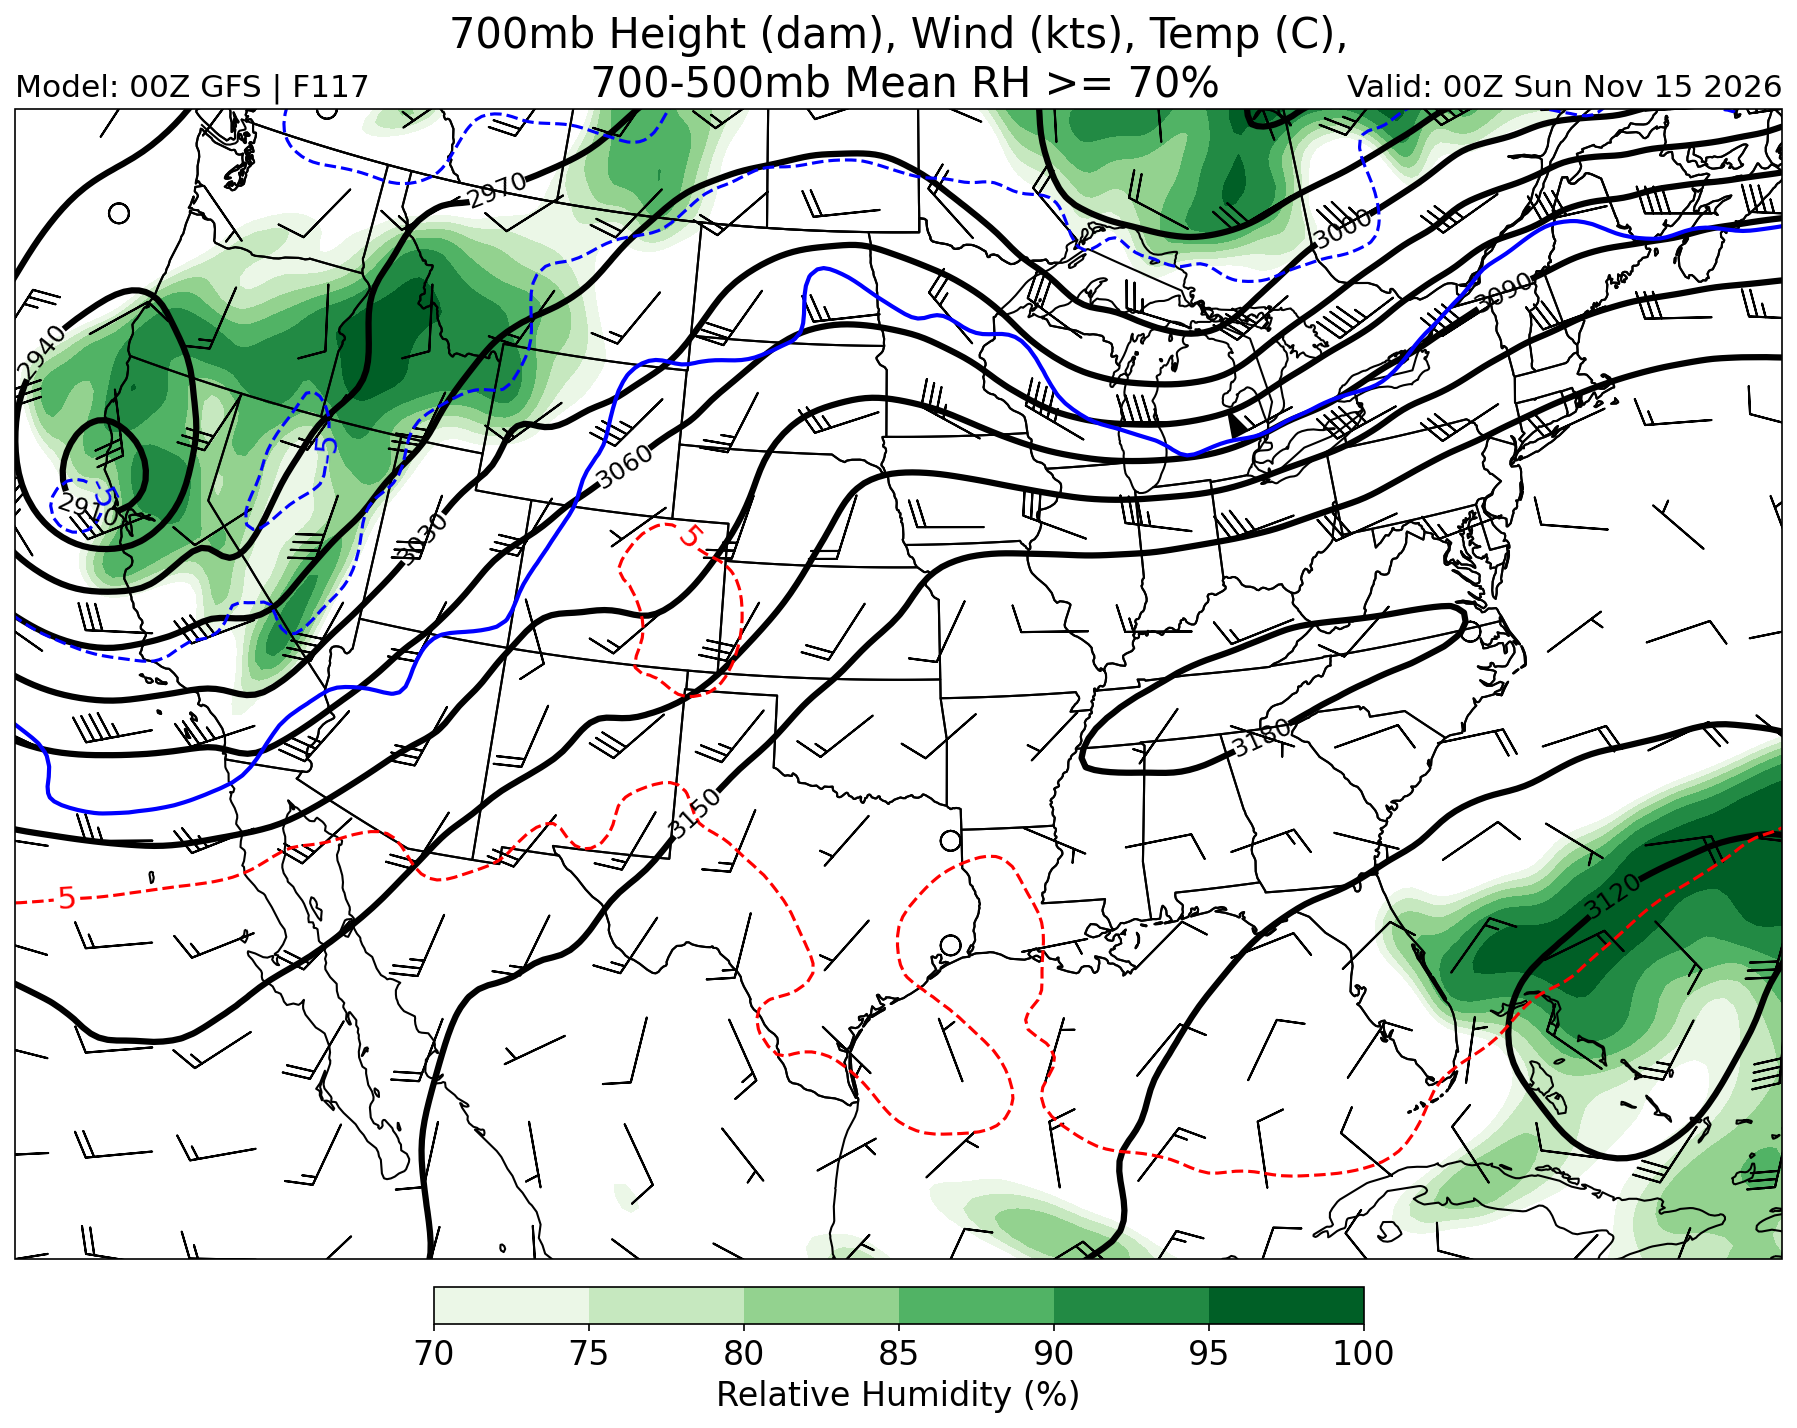 700mb Height (dam), Wind (kts), Temp (C),
Model: 00Z GFS | F117
700-500mb Mean RH >= 70%
Valid: 00Z Sun Nov 15 2026
2970
3000
3090
2940
5
3060
5
2910
3030
5
3180
3150
5
3120
70 75 80 85 90 95 100
Relative Humidity (%)